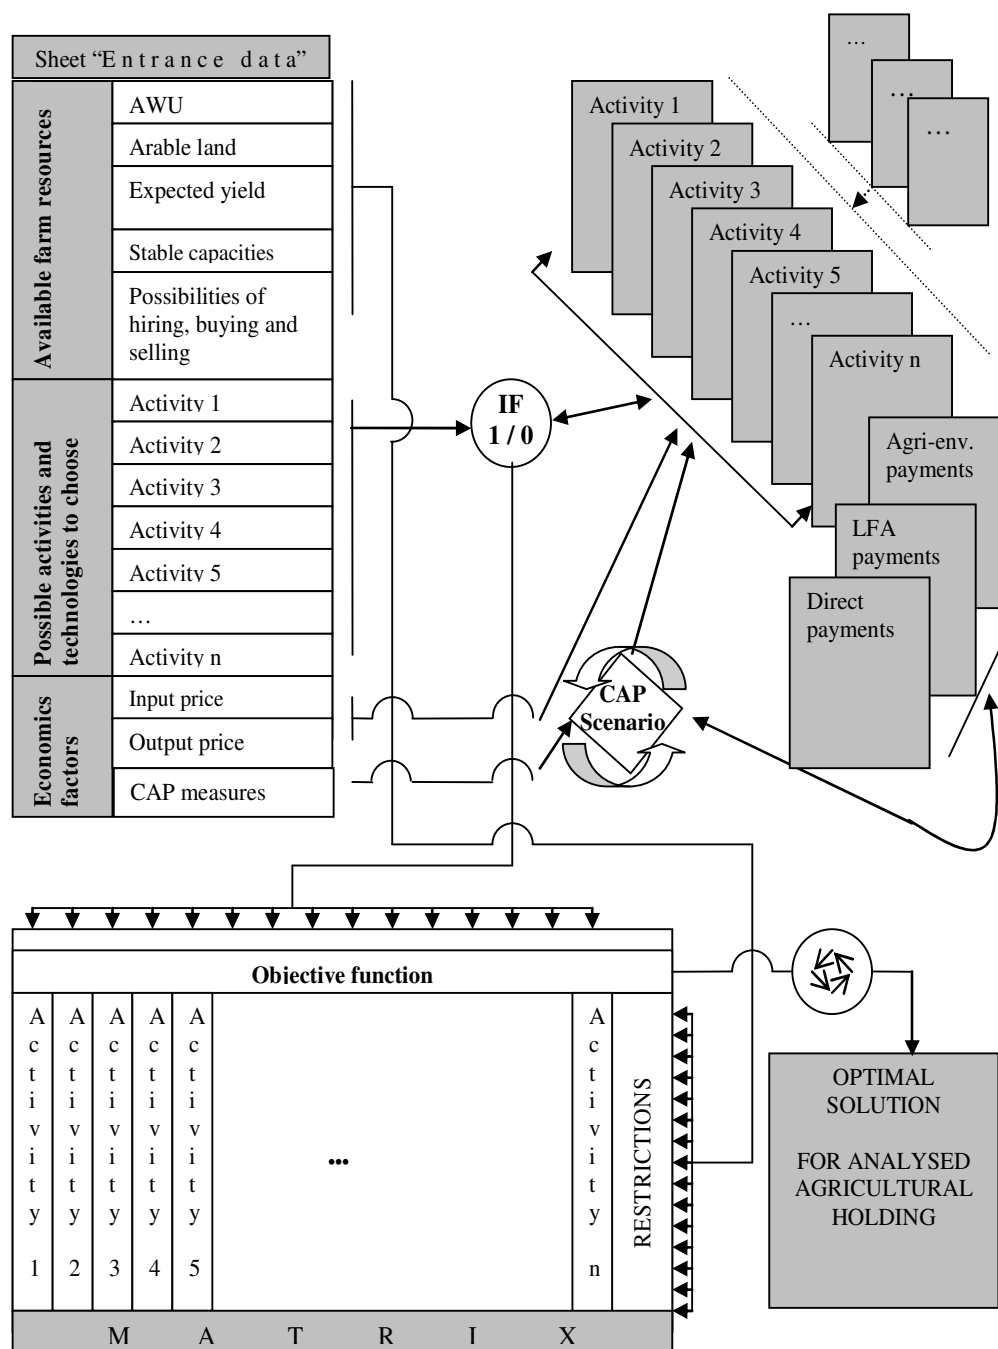 Sheet “E n t r a n c e   d a t a”
Available farm resources
AWU
Arable land
Expected yield
Stable capacities
Possibilities of
hiring, buying and
selling
Possible activities and
technologies to choose
Activity 1
Activity 2
Activity 3
Activity 4
Activity 5
…
Activity n
Economics
factors
Input price
Output price
CAP measures
IF
1 / 0
Activity 1
Activity 2
Activity 3
Activity 4
Activity 5
…
Activity n
…
…
…
Agri-env.
payments
LFA
payments
Direct
payments
CAP
Scenario
Objective function
Activity 1
Activity 2
Activity 3
Activity 4
Activity 5
...
Activity n
RESTRICTIONS
M A T R I X
OPTIMAL
SOLUTION
FOR ANALYSED
AGRICULTURAL
HOLDING